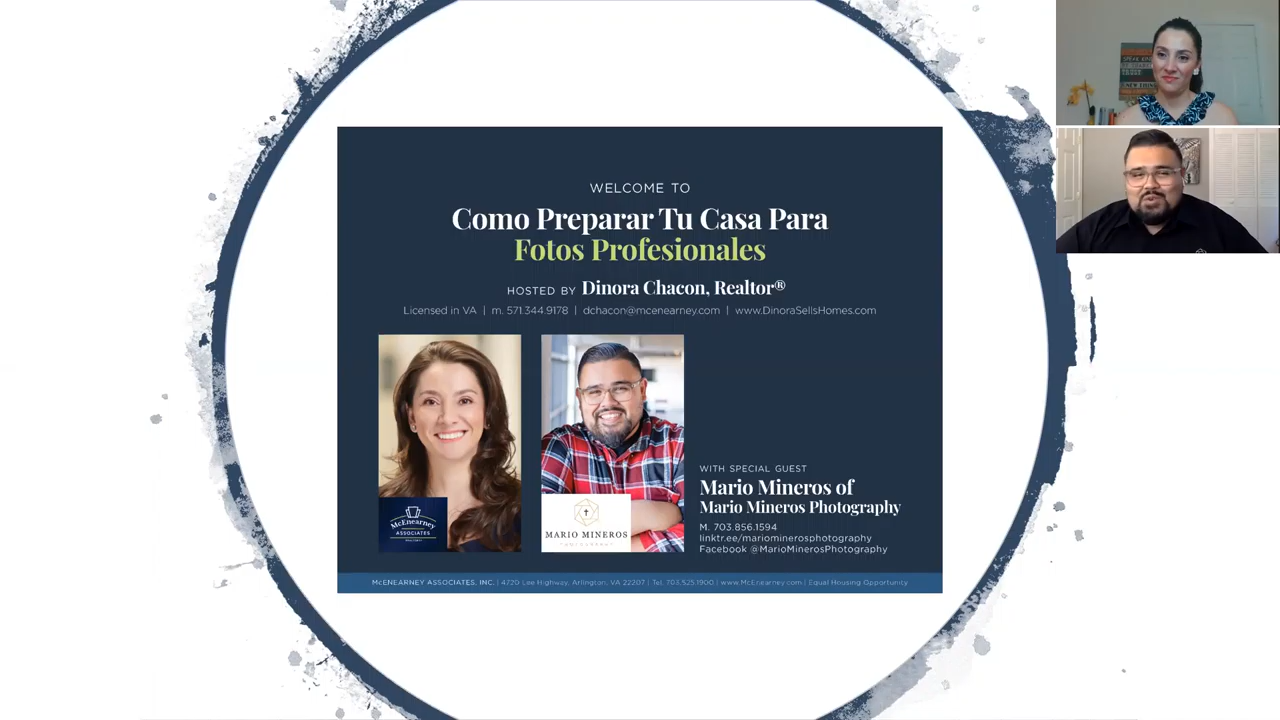 WELCOME TO
Como Preparar Tu Casa Para
Fotos Profesionales
HOSTED BY Dinora Chacon, Realtor®
Licensed in VA | m. 571.344.9178 | dchacon@mcenearney.com | www.DinoraSellsHomes.com
McEnearney
ASSOCIATES
MARIO MINEROS
PHOTOGRAPHY
WITH SPECIAL GUEST
Mario Mineros of
Mario Mineros Photography
M. 703.856.1594
linktr.ee/mariominerosphotography
Facebook @MarioMinerosPhotography
McENEARNEY ASSOCIATES, INC. | 4720 Lee Highway, Arlington, VA 22207 | Tel. 703.525.1900 | www.McEnearney.com | Equal Housing Opportunity